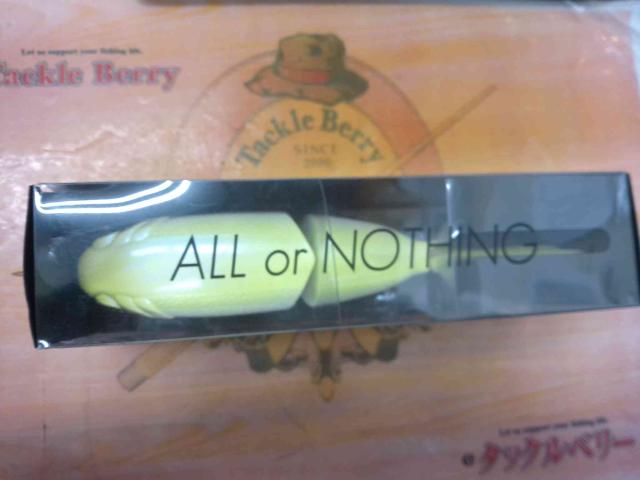 Let us support your fishing life.
Tackle Berry
Tackle Berry
SINCE
ALL or NOTHING
Let us support your fishing life.
タックルベリー